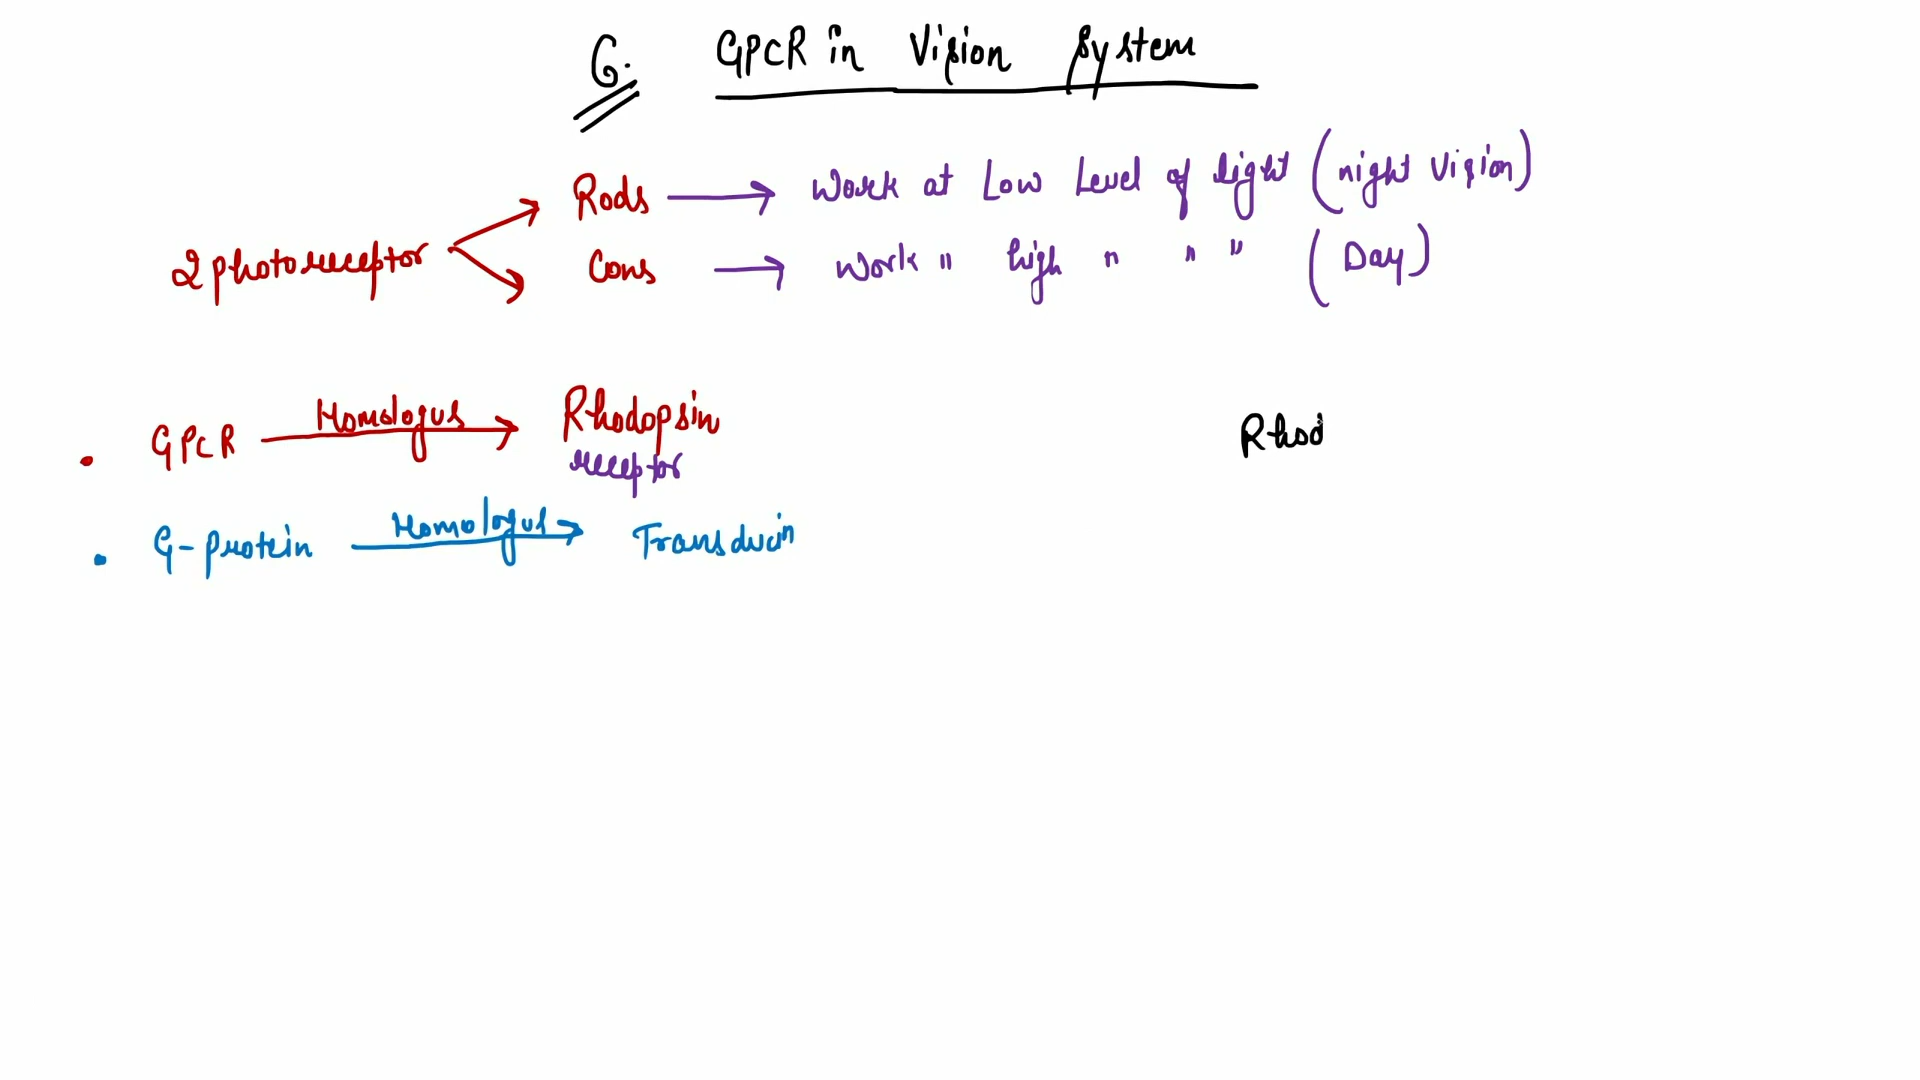 6. GPCR in Vision System
Rods → Work at Low Level of light (night Vision)
2 photoreceptor
Cons → Work " high " " " (Day)
• GPCR Homologus → Rhodopsin
receptor
Rhod
• G-protein Homologus → Transducin